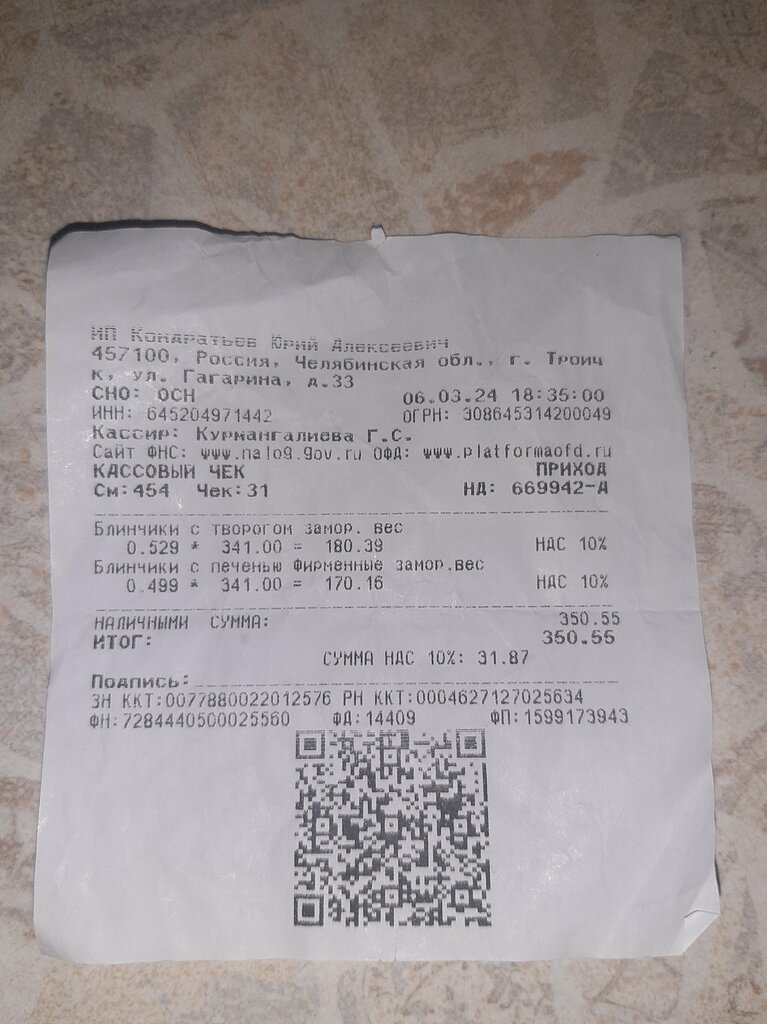 ИП Кондратьев Юрий Алексеевич
457100, Россия, Челябинская обл., г. Троиц
к, ул. Гагарина, д.33
СНО: ОСН 06.03.24 18:35:00
ИНН: 645204971442 ОГРН: 308645314200049
Кассир: Курмангалиева Г.С.
Сайт ФНС: www.nalog.gov.ru ОФД: www.platformaofd.ru
КАССОВЫЙ ЧЕК ПРИХОД
См:454 Чек:31 НД: 669942-А
Блинчики с творогом замор. вес
0.529 * 341.00 = 180.39 НДС 10%
Блинчики с печенью фирменные замор.вес
0.499 * 341.00 = 170.16 НДС 10%
НАЛИЧНЫМИ СУММА: 350.55
ИТОГ: 350.55
СУММА НДС 10%: 31.87
Подпись:
ЗН ККТ:0077880022012576 РН ККТ:0004627127025634
ФН:7284440500025560 ФД:14409 ФП:1599173943